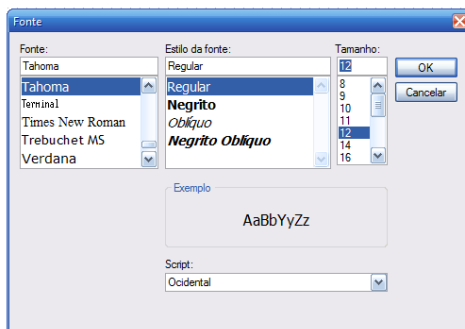 Fonte
Fonte:
Tahoma
Tahoma
Terminal
Times New Roman
Trebuchet MS
Verdana
Estilo da fonte:
Regular
Regular
Negrito
Oblíquo
Negrito Oblíquo
Tamanho:
12
8
9
10
11
12
14
16
OK
Cancelar
Exemplo
AaBbYyZz
Script:
Ocidental